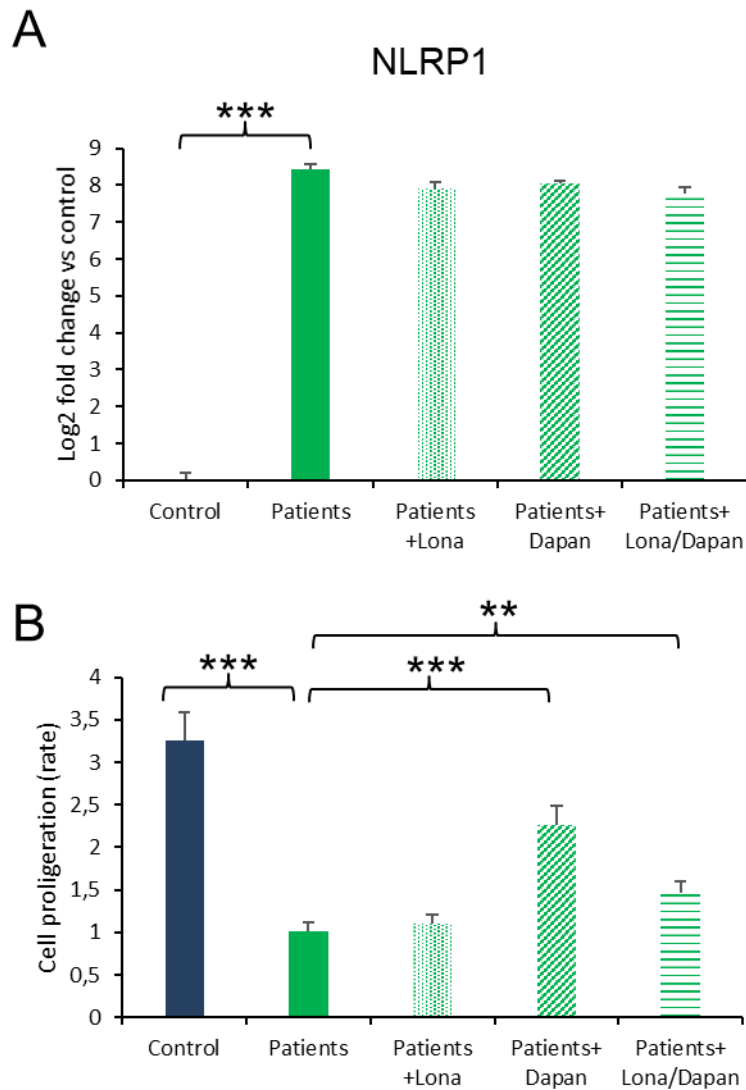 A
NLRP1
***
Log2 fold change vs control
9
8
7
6
5
4
3
2
1
0
Control
Patients
Patients
+Lona
Patients+
Dapan
Patients+
Lona/Dapan
B
**
***
***
Cell proligeration (rate)
4
3,5
3
2,5
2
1,5
1
0,5
0
Control
Patients
Patients
+Lona
Patients+
Dapan
Patients+
Lona/Dapan